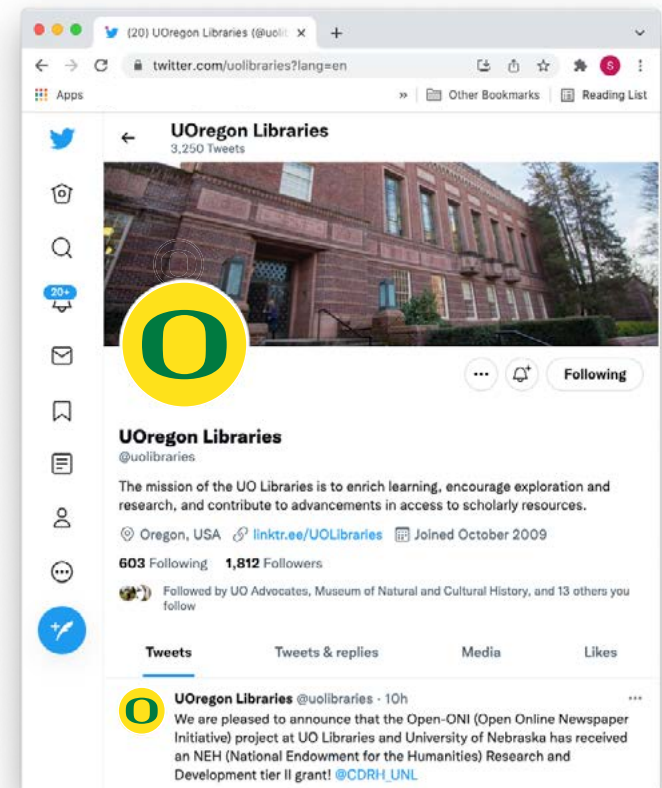 (20) UOregon Libraries (@uoli
twitter.com/uolibraries?lang=en
S
Apps
» Other Bookmarks Reading List
UOregon Libraries
3,250 Tweets
20+
O
Following
UOregon Libraries
@uolibraries
The mission of the UO Libraries is to enrich learning, encourage exploration and
research, and contribute to advancements in access to scholarly resources.
Oregon, USA linktr.ee/UOLibraries Joined October 2009
603 Following 1,812 Followers
Followed by UO Advocates, Museum of Natural and Cultural History, and 13 others you
follow
Tweets Tweets & replies Media Likes
O
UOregon Libraries @uolibraries · 10h
We are pleased to announce that the Open-ONI (Open Online Newspaper
Initiative) project at UO Libraries and University of Nebraska has received
an NEH (National Endowment for the Humanities) Research and
Development tier II grant! @CDRH_UNL